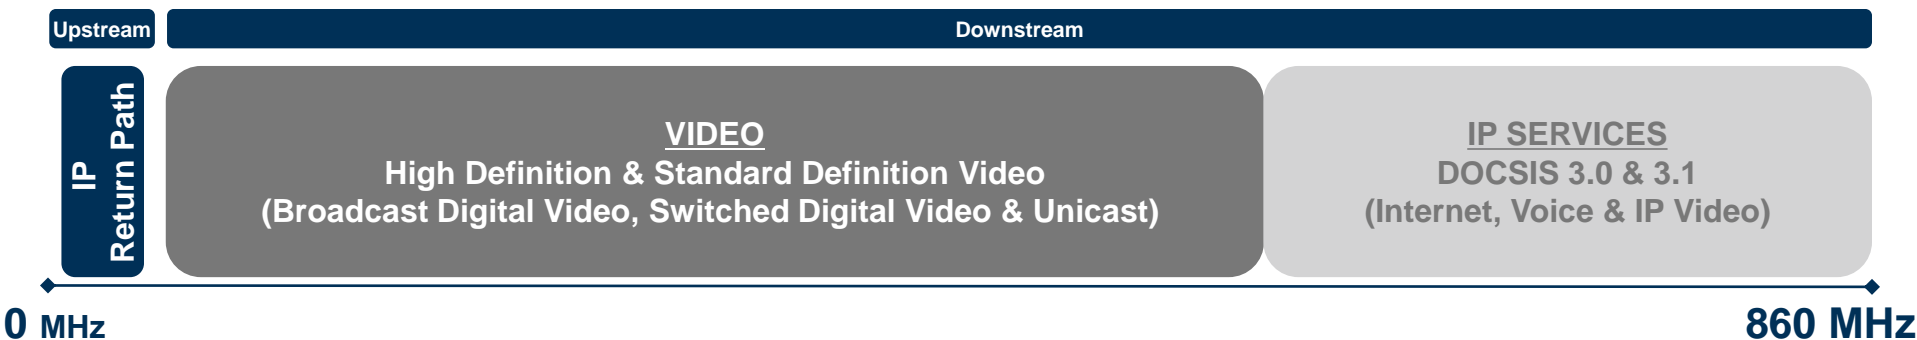 Upstream
Downstream
IP
Return Path
VIDEO
High Definition & Standard Definition Video
(Broadcast Digital Video, Switched Digital Video & Unicast)
IP SERVICES
DOCSIS 3.0 & 3.1
(Internet, Voice & IP Video)
0 MHz
860 MHz